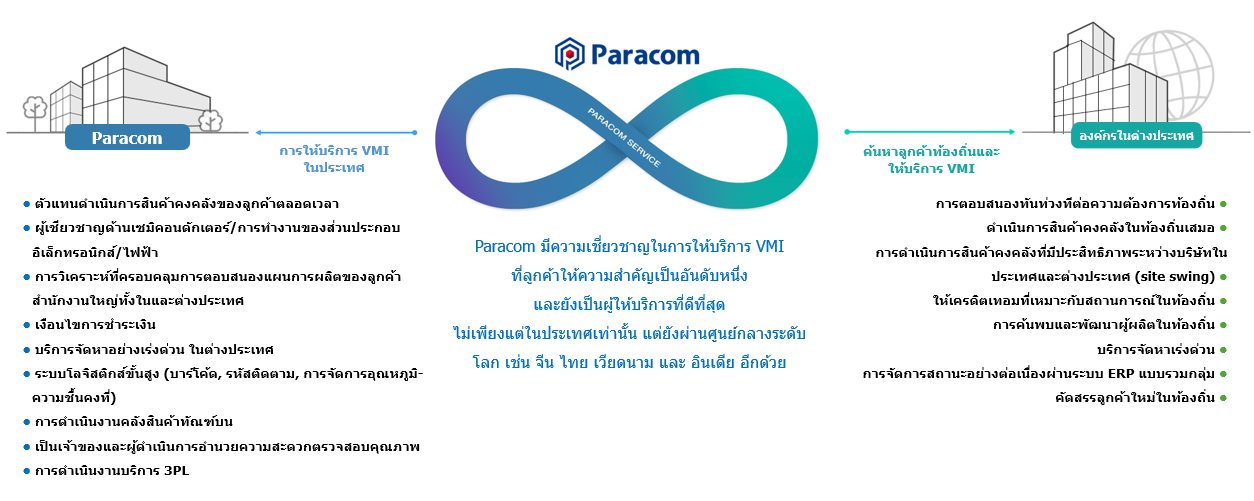 Paracom
PARACOM SERVICE
Paracom
การให้บริการ VMI
ในประเทศ
● ตัวแทนดำเนินการสินค้าคงคลังของลูกค้าตลอดเวลา
● ผู้เชี่ยวชาญด้านเซมิคอนดักเตอร์/การทำงานของส่วนประกอบ
อิเล็กทรอนิกส์/ไฟฟ้า
● การวิเคราะห์ที่ครอบคลุมการตอบสนองแผนการผลิตของลูกค้า
สำนักงานใหญ่ทั้งในและต่างประเทศ
● เงื่อนไขการชำระเงิน
● บริการจัดหาอย่างเร่งด่วน ในต่างประเทศ
● ระบบโลจิสติกส์ขั้นสูง (บาร์โค้ด, รหัสติดตาม, การจัดการอุณหภูมิ-
ความชื้นคงที่)
● การดำเนินงานคลังสินค้าทัณฑ์บน
● เป็นเจ้าของและผู้ดำเนินการอำนวยความสะดวกตรวจสอบคุณภาพ
● การดำเนินงานบริการ 3PL
Paracom มีความเชี่ยวชาญในการให้บริการ VMI
ที่ลูกค้าให้ความสำคัญเป็นอันดับหนึ่ง
และยังเป็นผู้ให้บริการที่ดีที่สุด
ไม่เพียงแต่ในประเทศเท่านั้น แต่ยังผ่านศูนย์กลางระดับ
โลก เช่น จีน ไทย เวียดนาม และ อินเดีย อีกด้วย
องค์กรในต่างประเทศ
ค้นหาลูกค้าท้องถิ่นและ
ให้บริการ VMI
การตอบสนองทันท่วงทีต่อความต้องการท้องถิ่น ●
ดำเนินการสินค้าคงคลังในท้องถิ่นเสมอ ●
การดำเนินการสินค้าคงคลังที่มีประสิทธิภาพระหว่างบริษัทใน
ประเทศและต่างประเทศ (site swing) ●
ให้เครดิตเทอมที่เหมาะกับสถานการณ์ในท้องถิ่น ●
การค้นพบและพัฒนาผู้ผลิตในท้องถิ่น ●
บริการจัดหาเร่งด่วน ●
การจัดการสถานะอย่างต่อเนื่องผ่านระบบ ERP แบบรวมกลุ่ม ●
คัดสรรลูกค้าใหม่ในท้องถิ่น ●